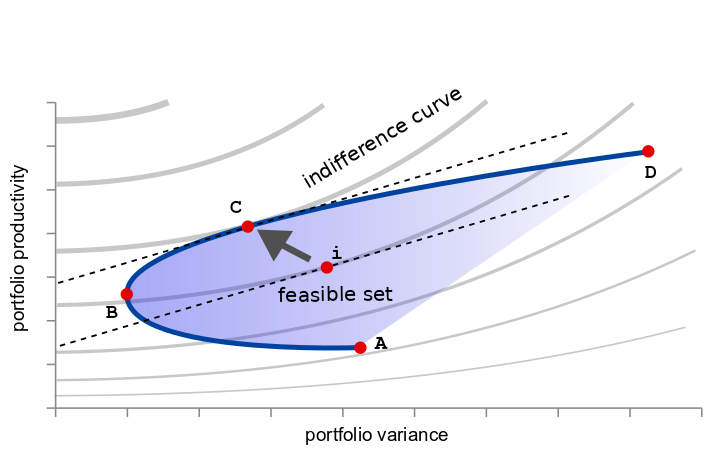 indifference curve
C
D
i
feasible set
B
A
portfolio productivity
portfolio variance